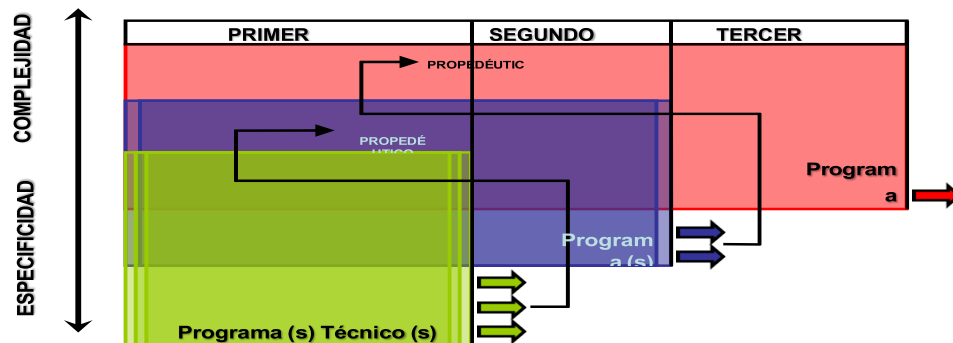 PRIMER SEGUNDO TERCER
PROPEDÉUTIC
PROPEDÉ
UTICO
Program
a
Program
a (s)
Programa (s) Técnico (s)
COMPLEJIDAD
ESPECIFICIDAD